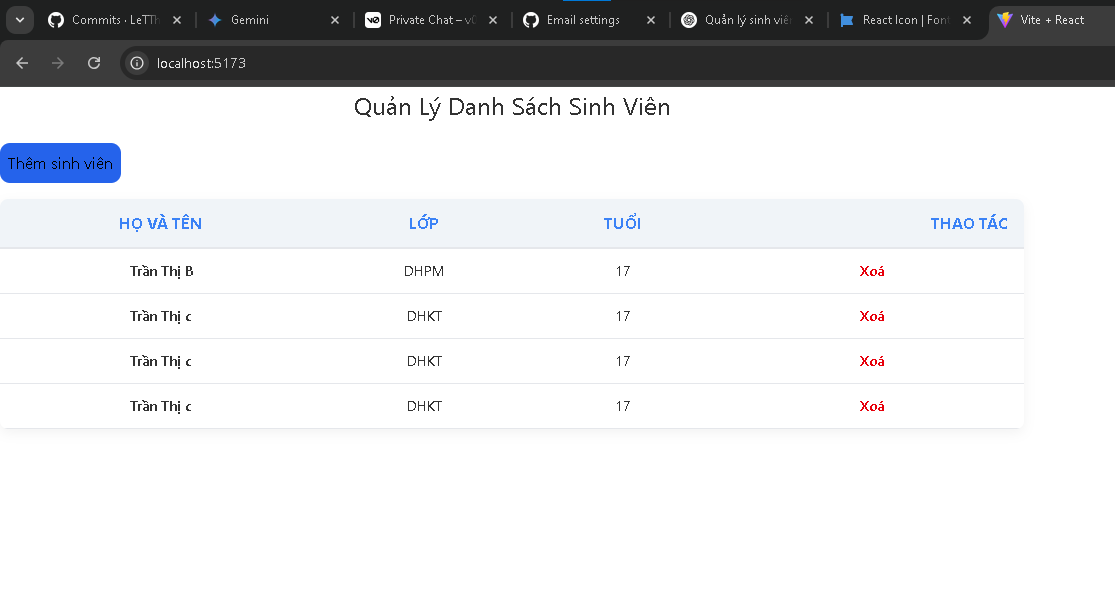 Commits · LeTTh
Gemini
Private Chat – v0
Email settings
Quản lý sinh viên
React Icon | Font
Vite + React
localhost:5173
Quản Lý Danh Sách Sinh Viên
Thêm sinh viên
HỌ VÀ TÊN LỚP TUỔI THAO TÁC
Trần Thị B DHPM 17 Xoá
Trần Thị c DHKT 17 Xoá
Trần Thị c DHKT 17 Xoá
Trần Thị c DHKT 17 Xoá